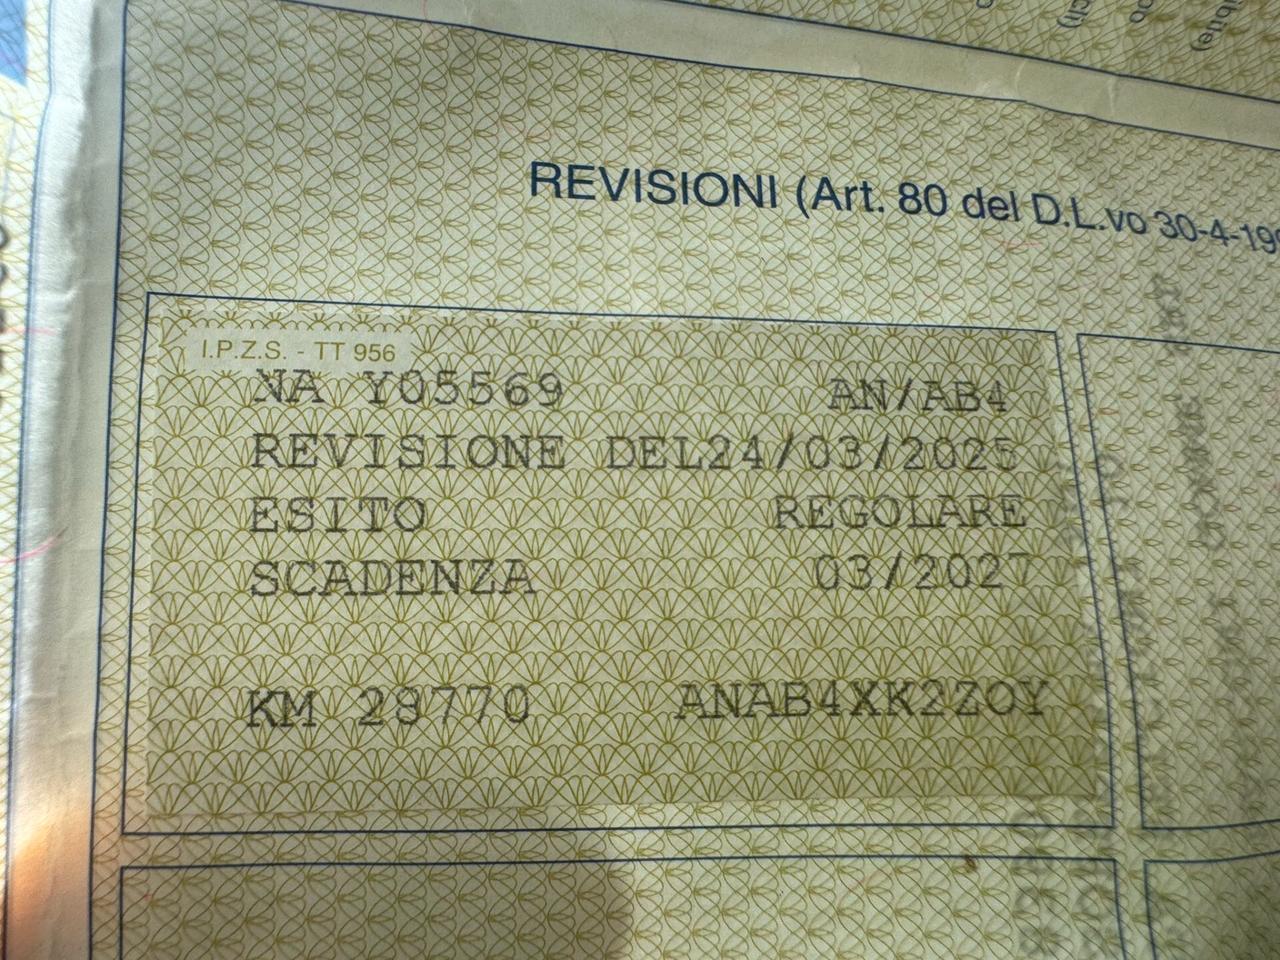 REVISIONI (Art. 80 del D.L.vo 30-4-199
I.P.Z.S. - TT 956
NA Y05569 AN/AB4
REVISIONE DEL24/03/2025
ESITO REGOLARE
SCADENZA 03/2027
KM 28770 ANAB4XK2ZOY